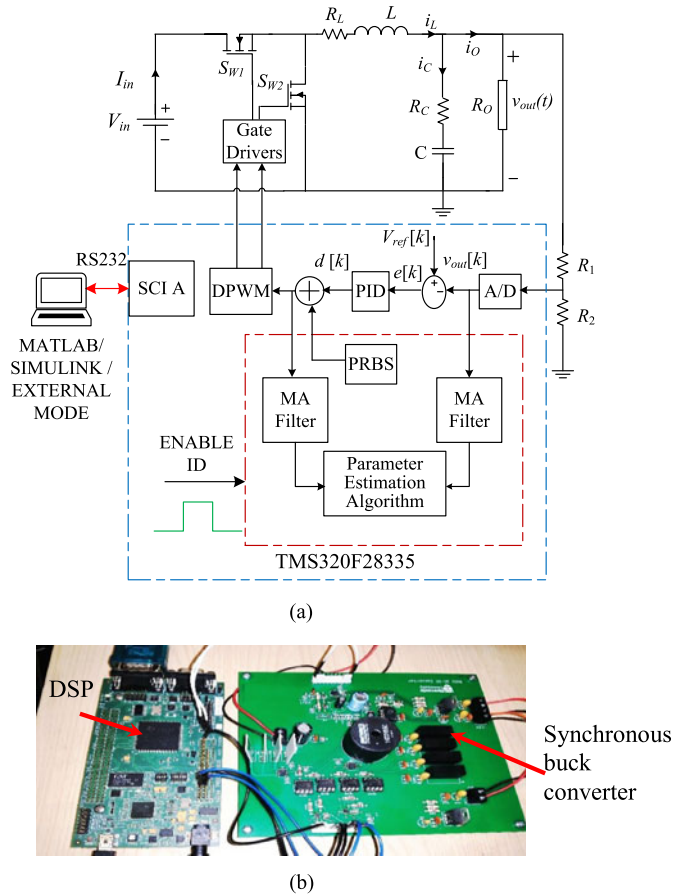 R_L
L
i_L
i_O
i_C
S_W1
S_W2
I_in
V_in
+
−
Gate
Drivers
R_C
C
R_O
v_out(t)
+
−
R_1
R_2
RS232
SCI A
MATLAB/
SIMULINK /
EXTERNAL
MODE
DPWM
d [k]
PID
e[k]
V_ref[k]
+
-
v_out[k]
A/D
PRBS
MA
Filter
MA
Filter
Parameter
Estimation
Algorithm
ENABLE
ID
TMS320F28335
(a)
DSP
Synchronous
buck
converter
(b)